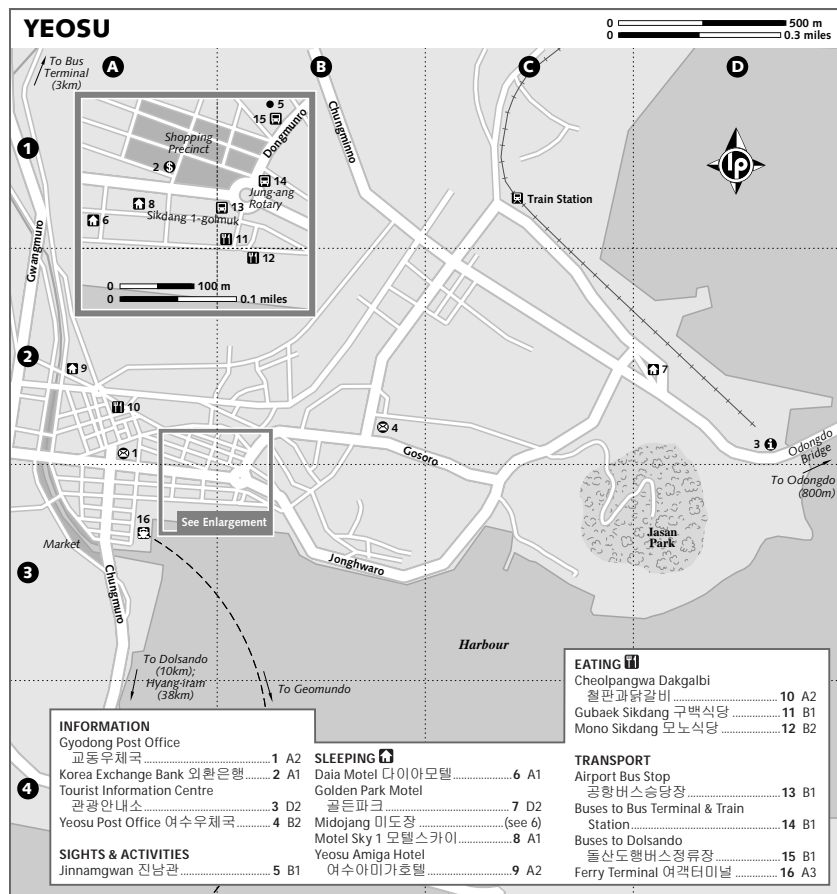 YEOSU
0 500 m
0 0.3 miles
A B C D
To Bus
Terminal
(3km)
5
15
Dongmunro
Shopping
Precinct
2
14
Jung-ang
Rotary
8
13
Sikdang 1-golmuk
6
11
12
0 100 m
0 0.1 miles
1
Gwangmuro
Chungminno
lp
Train Station
2
9
10
7
4
1
Gosoro
3
Odongdo
Bridge
To Odongdo
(800m)
See Enlargement
16
Market
Jasan
Park
3
Chungmuro
Jonghwaro
Harbour
To Dolsando
(10km);
Hyang-iram
(38km)
To Geomundo
4
INFORMATION
Gyodong Post Office
교동우체국 1 A2
Korea Exchange Bank 외환은행 2 A1
Tourist Information Centre
관광안내소 3 D2
Yeosu Post Office 여수우체국 4 B2
SIGHTS & ACTIVITIES
Jinnamgwan 진남관 5 B1
SLEEPING
Daia Motel 다이아모텔 6 A1
Golden Park Motel
골든파크 7 D2
Midojang 미도장 (see 6)
Motel Sky 1 모텔스카이 8 A1
Yeosu Amiga Hotel
여수아미가호텔 9 A2
EATING
Cheolpangwa Dakgalbi
철판과닭갈비 10 A2
Gubaek Sikdang 구백식당 11 B1
Mono Sikdang 모노식당 12 B2
TRANSPORT
Airport Bus Stop
공항버스승당장 13 B1
Buses to Bus Terminal & Train
Station 14 B1
Buses to Dolsando
돌산도행버스정류장 15 B1
Ferry Terminal 여객터미널 16 A3